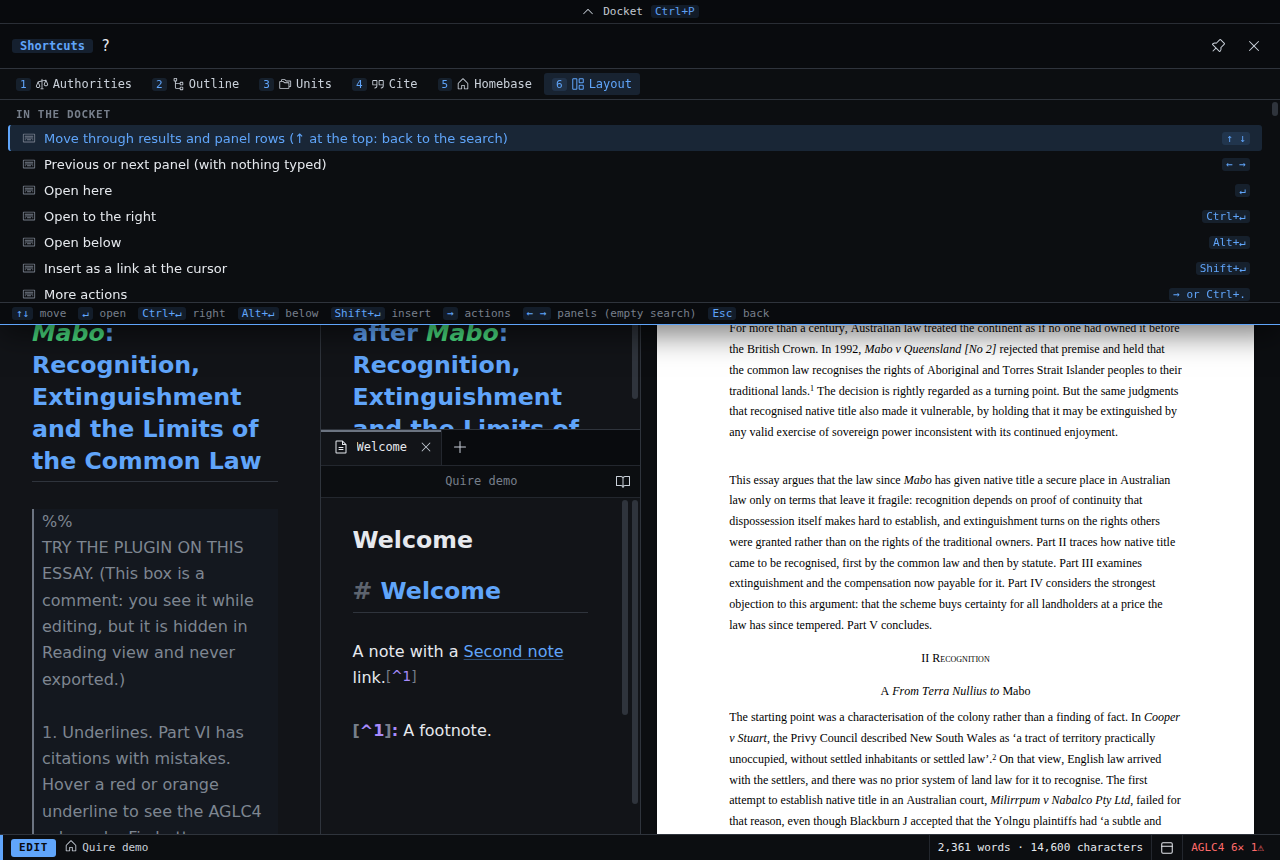 Docket Ctrl+P
Shortcuts ?
1 Authorities 2 Outline 3 Units 4 Cite 5 Homebase 6 Layout
IN THE DOCKET
Move through results and panel rows (↑ at the top: back to the search) ↑ ↓
Previous or next panel (with nothing typed) ← →
Open here ↵
Open to the right Ctrl+↵
Open below Alt+↵
Insert as a link at the cursor Shift+↵
More actions → or Ctrl+.
↑↓ move ↵ open Ctrl+↵ right Alt+↵ below Shift+↵ insert → actions ← → panels (empty search) Esc back
Mabo:
Recognition,
Extinguishment
and the Limits of
the Common Law
%%
TRY THE PLUGIN ON THIS
ESSAY. (This box is a
comment: you see it while
editing, but it is hidden in
Reading view and never
exported.)
1. Underlines. Part VI has
citations with mistakes.
Hover a red or orange
underline to see the AGLC4
after Mabo:
Recognition,
Extinguishment
and the Limits of
Welcome
Quire demo
Welcome
# Welcome
A note with a Second note
link.[^1]
[^1]: A footnote.
For more than a century, Australian law treated the continent as if no one had owned it before
the British Crown. In 1992, Mabo v Queensland [No 2] rejected that premise and held that
the common law recognises the rights of Aboriginal and Torres Strait Islander peoples to their
traditional lands.1 The decision is rightly regarded as a turning point. But the same judgments
that recognised native title also made it vulnerable, by holding that it may be extinguished by
any valid exercise of sovereign power inconsistent with its continued enjoyment.
This essay argues that the law since Mabo has given native title a secure place in Australian
law only on terms that leave it fragile: recognition depends on proof of continuity that
dispossession itself makes hard to establish, and extinguishment turns on the rights others
were granted rather than on the rights of the traditional owners. Part II traces how native title
came to be recognised, first by the common law and then by statute. Part III examines
extinguishment and the compensation now payable for it. Part IV considers the strongest
objection to this argument: that the scheme buys certainty for all landholders at a price the
law has since tempered. Part V concludes.
II Recognition
A From Terra Nullius to Mabo
The starting point was a characterisation of the colony rather than a finding of fact. In Cooper
v Stuart, the Privy Council described New South Wales as ‘a tract of territory practically
unoccupied, without settled inhabitants or settled law’.2 On that view, English law arrived
with the settlers, and there was no prior system of land law for it to recognise. The first
attempt to establish native title in an Australian court, Milirrpum v Nabalco Pty Ltd, failed for
that reason, even though Blackburn J accepted that the Yolngu plaintiffs had ‘a subtle and
EDIT Quire demo 2,361 words · 14,600 characters AGLC4 6× 1⚠